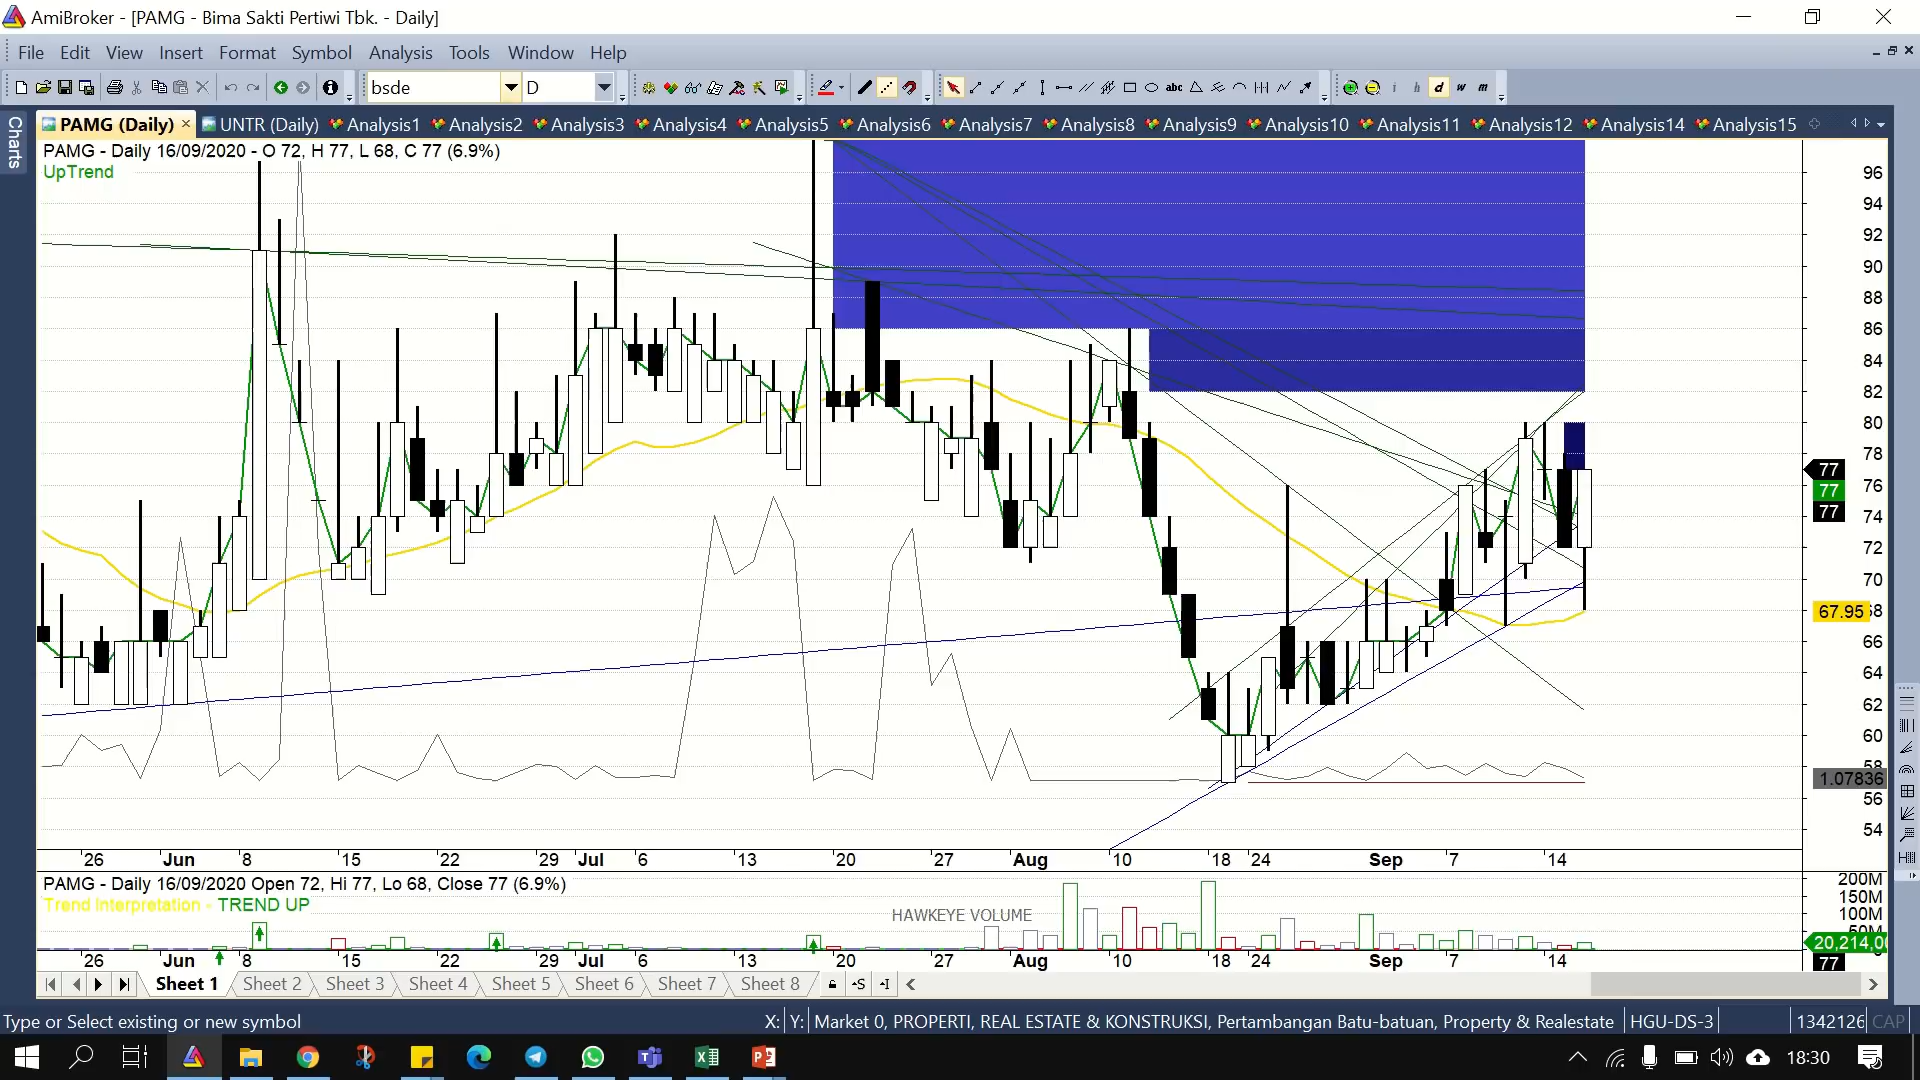 AmiBroker - [PAMG - Bima Sakti Pertiwi Tbk. - Daily]
File Edit View Insert Format Symbol Analysis Tools Window Help
bsde D abc i h d w m
Charts
PAMG (Daily) × UNTR (Daily) Analysis1 Analysis2 Analysis3 Analysis4 Analysis5 Analysis6 Analysis7 Analysis8 Analysis9 Analysis10 Analysis11 Analysis12 Analysis14 Analysis15
PAMG - Daily 16/09/2020 - O 72, H 77, L 68, C 77 (6.9%)
UpTrend
96
94
92
90
88
86
84
82
80
78
77
76
77
77
74
72
70
67.95
66
64
62
60
58
1.07836
56
54
26 Jun 8 15 22 29 Jul 6 13 20 27 Aug 10 18 24 Sep 7 14
PAMG - Daily 16/09/2020 Open 72, Hi 77, Lo 68, Close 77 (6.9%)
Trend Interpretation - TREND UP
HAWKEYE VOLUME
200M
150M
100M
50M
20,214,00
77
26 Jun 8 15 22 29 Jul 6 13 20 27 Aug 10 18 24 Sep 7 14
Sheet 1 Sheet 2 Sheet 3 Sheet 4 Sheet 5 Sheet 6 Sheet 7 Sheet 8
Type or Select existing or new symbol X: Y: Market 0, PROPERTI, REAL ESTATE & KONSTRUKSI, Pertambangan Batu-batuan, Property & Realestate HGU-DS-3 1342126 CAP
18:30